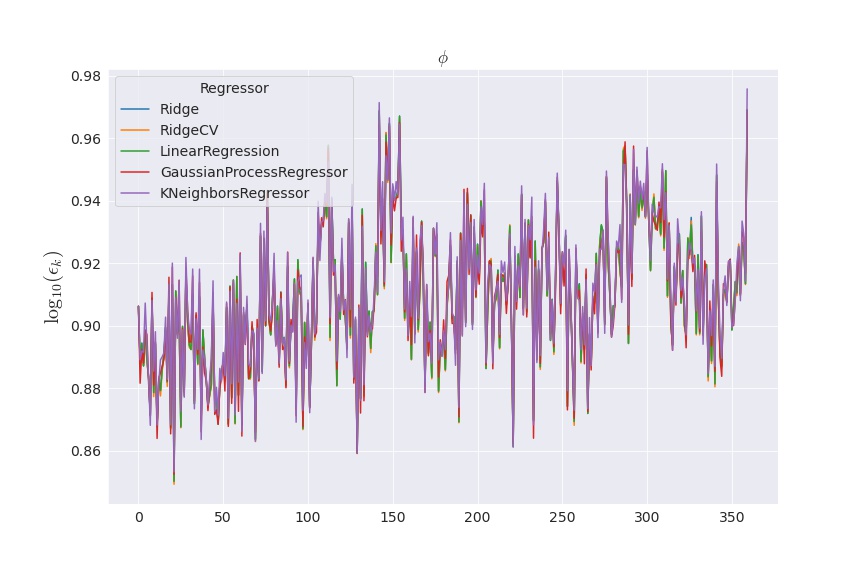 ϕ
0.98
0.96
0.94
0.92
0.90
0.88
0.86
log₁₀(ϵₖ)
Regressor
Ridge
RidgeCV
LinearRegression
GaussianProcessRegressor
KNeighborsRegressor
0 50 100 150 200 250 300 350